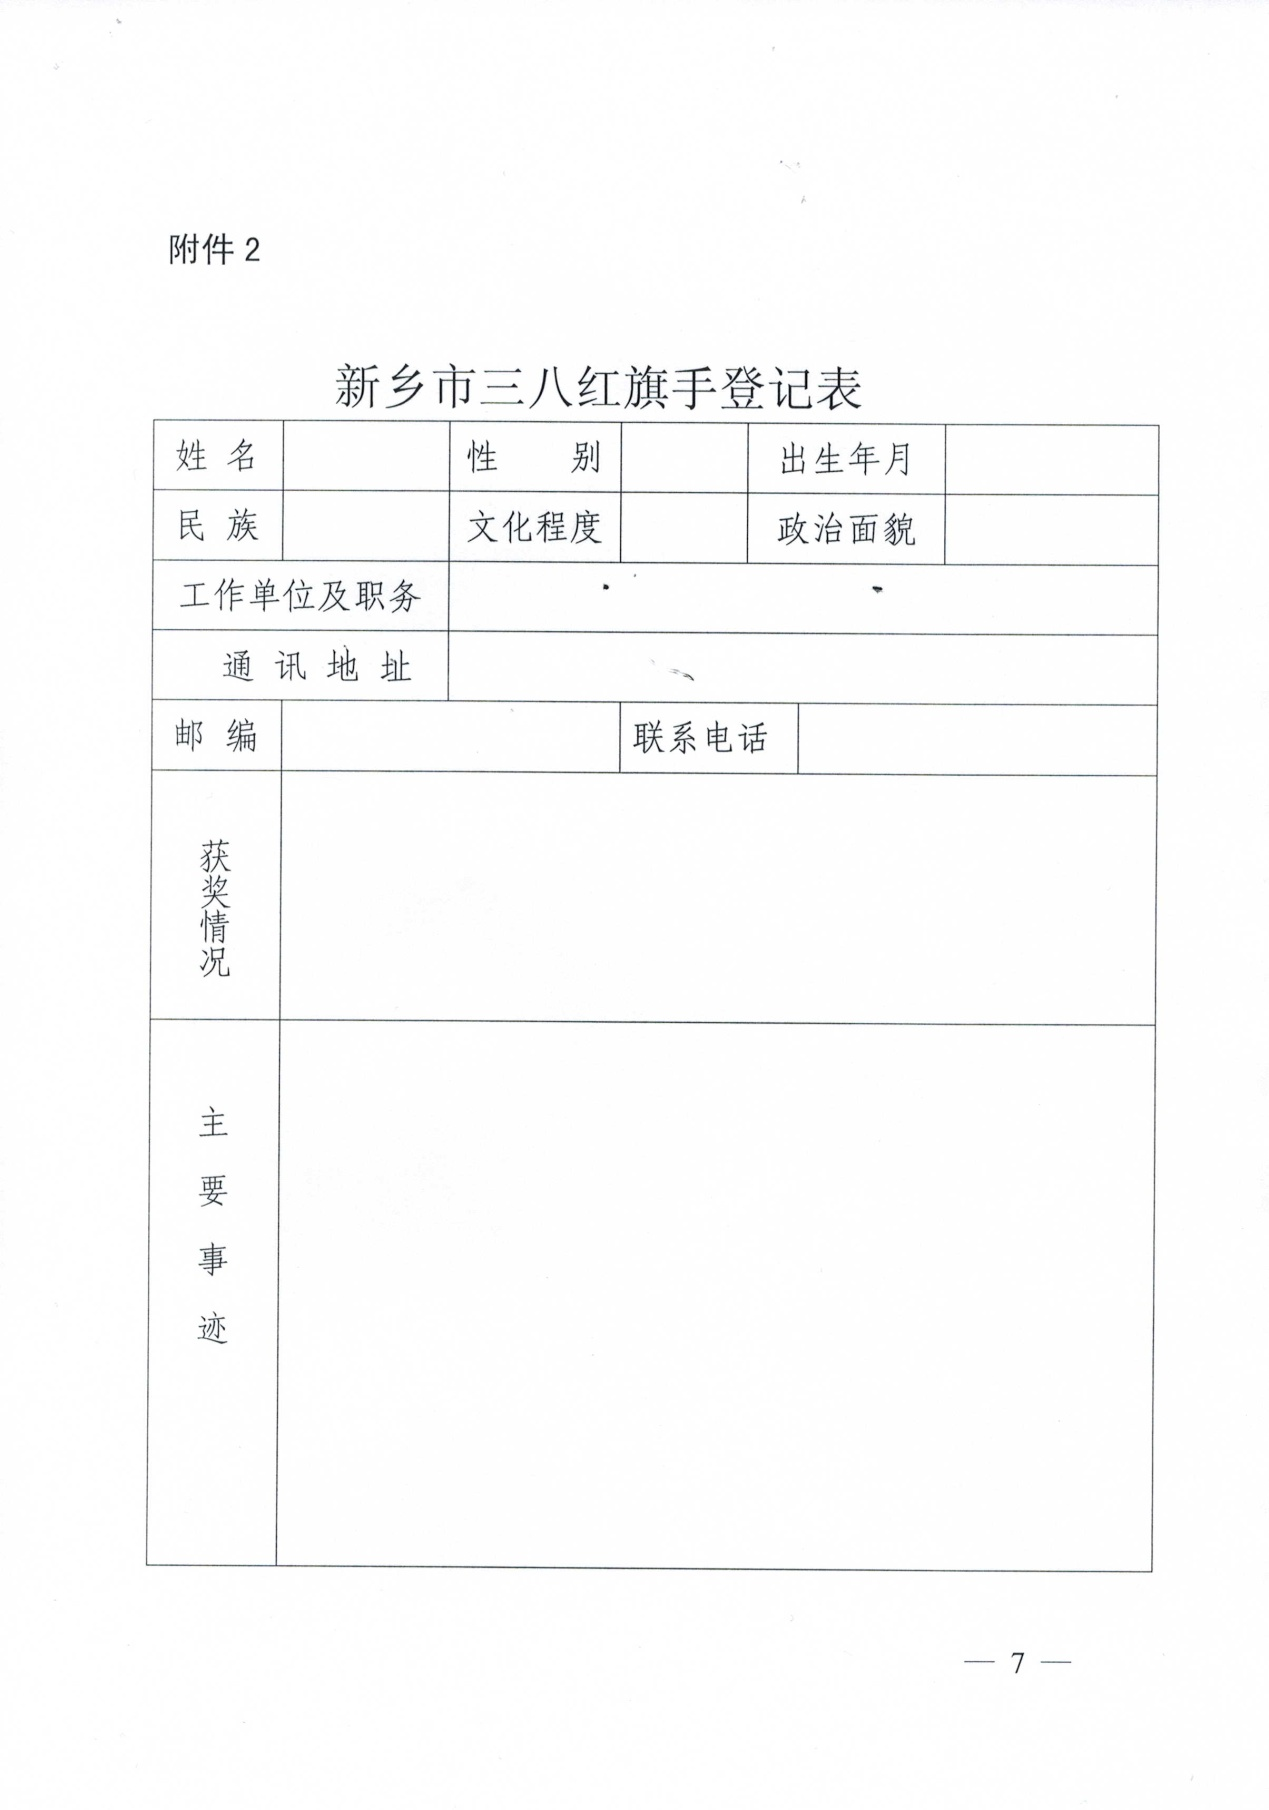 附件 2
新乡市三八红旗手登记表
姓 名 性 别 出生年月
民 族 文化程度 政治面貌
工作单位及职务
通 讯 地 址
邮 编 联系电话
获奖情况
主要事迹
— 7 —